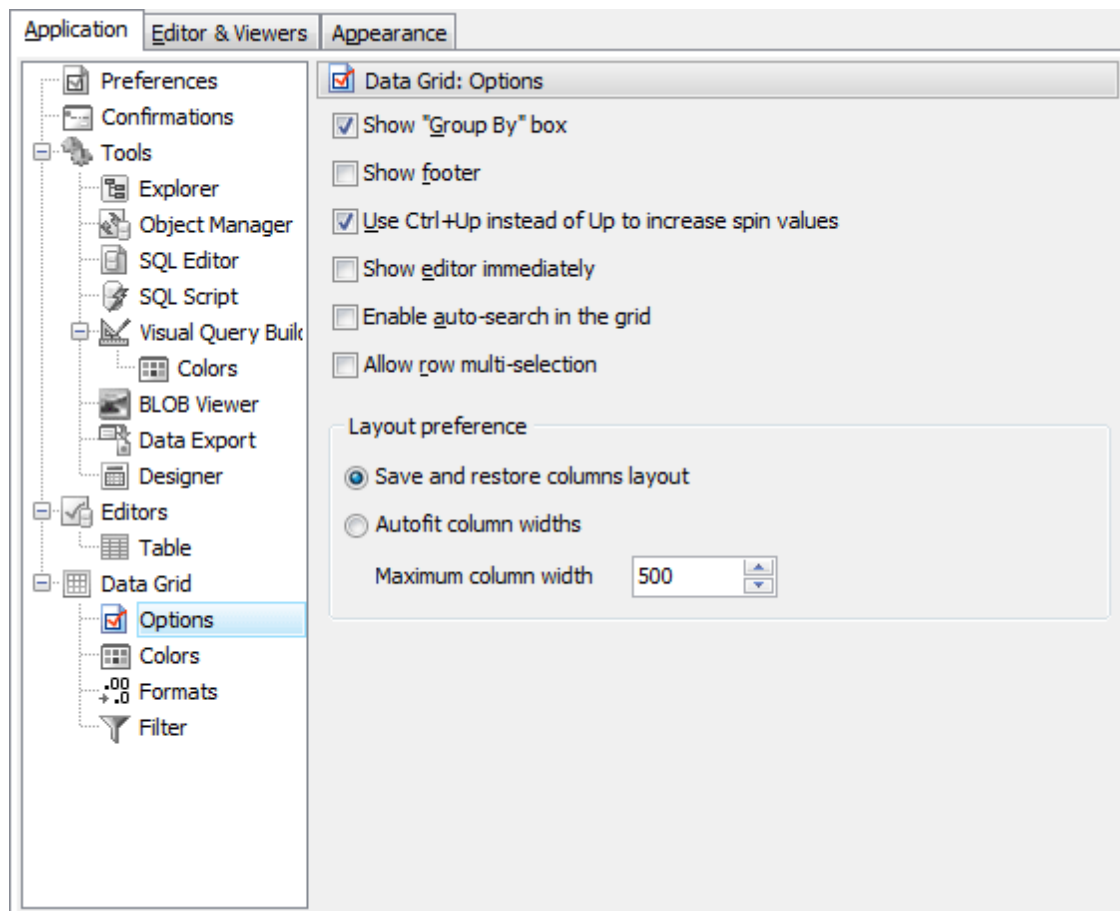 Application
Editor & Viewers
Appearance
Preferences
Confirmations
Tools
Explorer
Object Manager
SQL Editor
SQL Script
Visual Query Builc
Colors
BLOB Viewer
Data Export
Designer
Editors
Table
Data Grid
Options
Colors
.00
.0
Formats
Filter
Data Grid: Options
Show "Group By" box
Show footer
Use Ctrl+Up instead of Up to increase spin values
Show editor immediately
Enable auto-search in the grid
Allow row multi-selection
Layout preference
Save and restore columns layout
Autofit column widths
Maximum column width 500